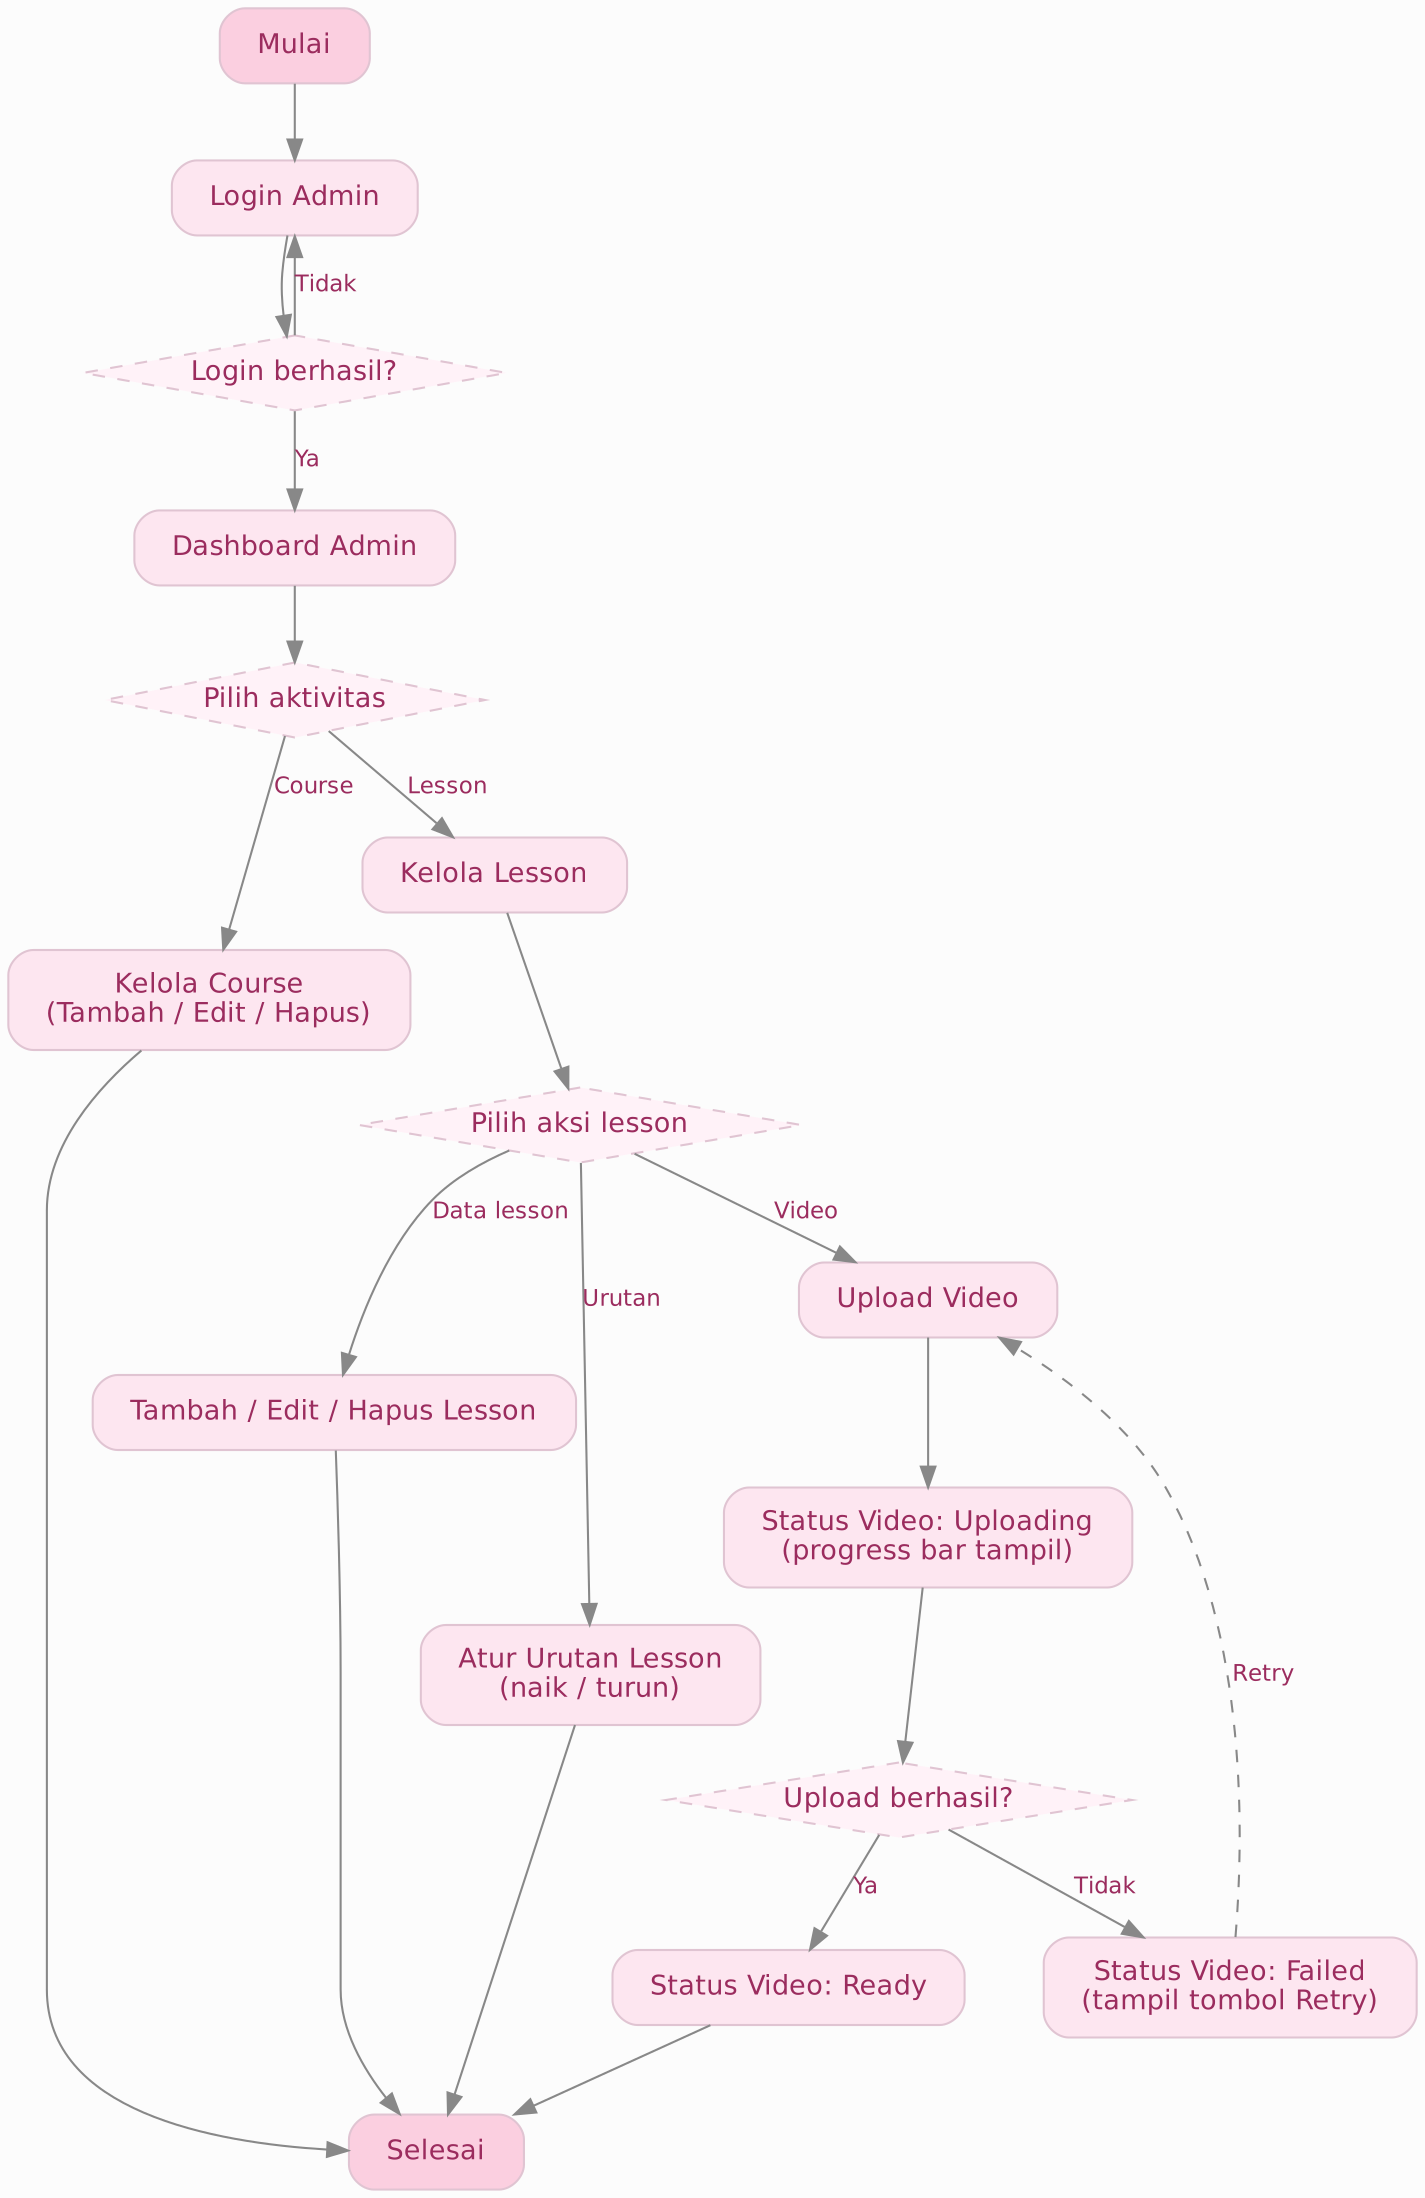 Mulai
Login Admin
Tidak
Login berhasil?
Ya
Dashboard Admin
Pilih aktivitas
Course
Lesson
Kelola Lesson
Kelola Course
(Tambah / Edit / Hapus)
Pilih aksi lesson
Data lesson
Video
Urutan
Upload Video
Tambah / Edit / Hapus Lesson
Status Video: Uploading
(progress bar tampil)
Atur Urutan Lesson
(naik / turun)
Retry
Upload berhasil?
Ya
Tidak
Status Video: Ready
Status Video: Failed
(tampil tombol Retry)
Selesai